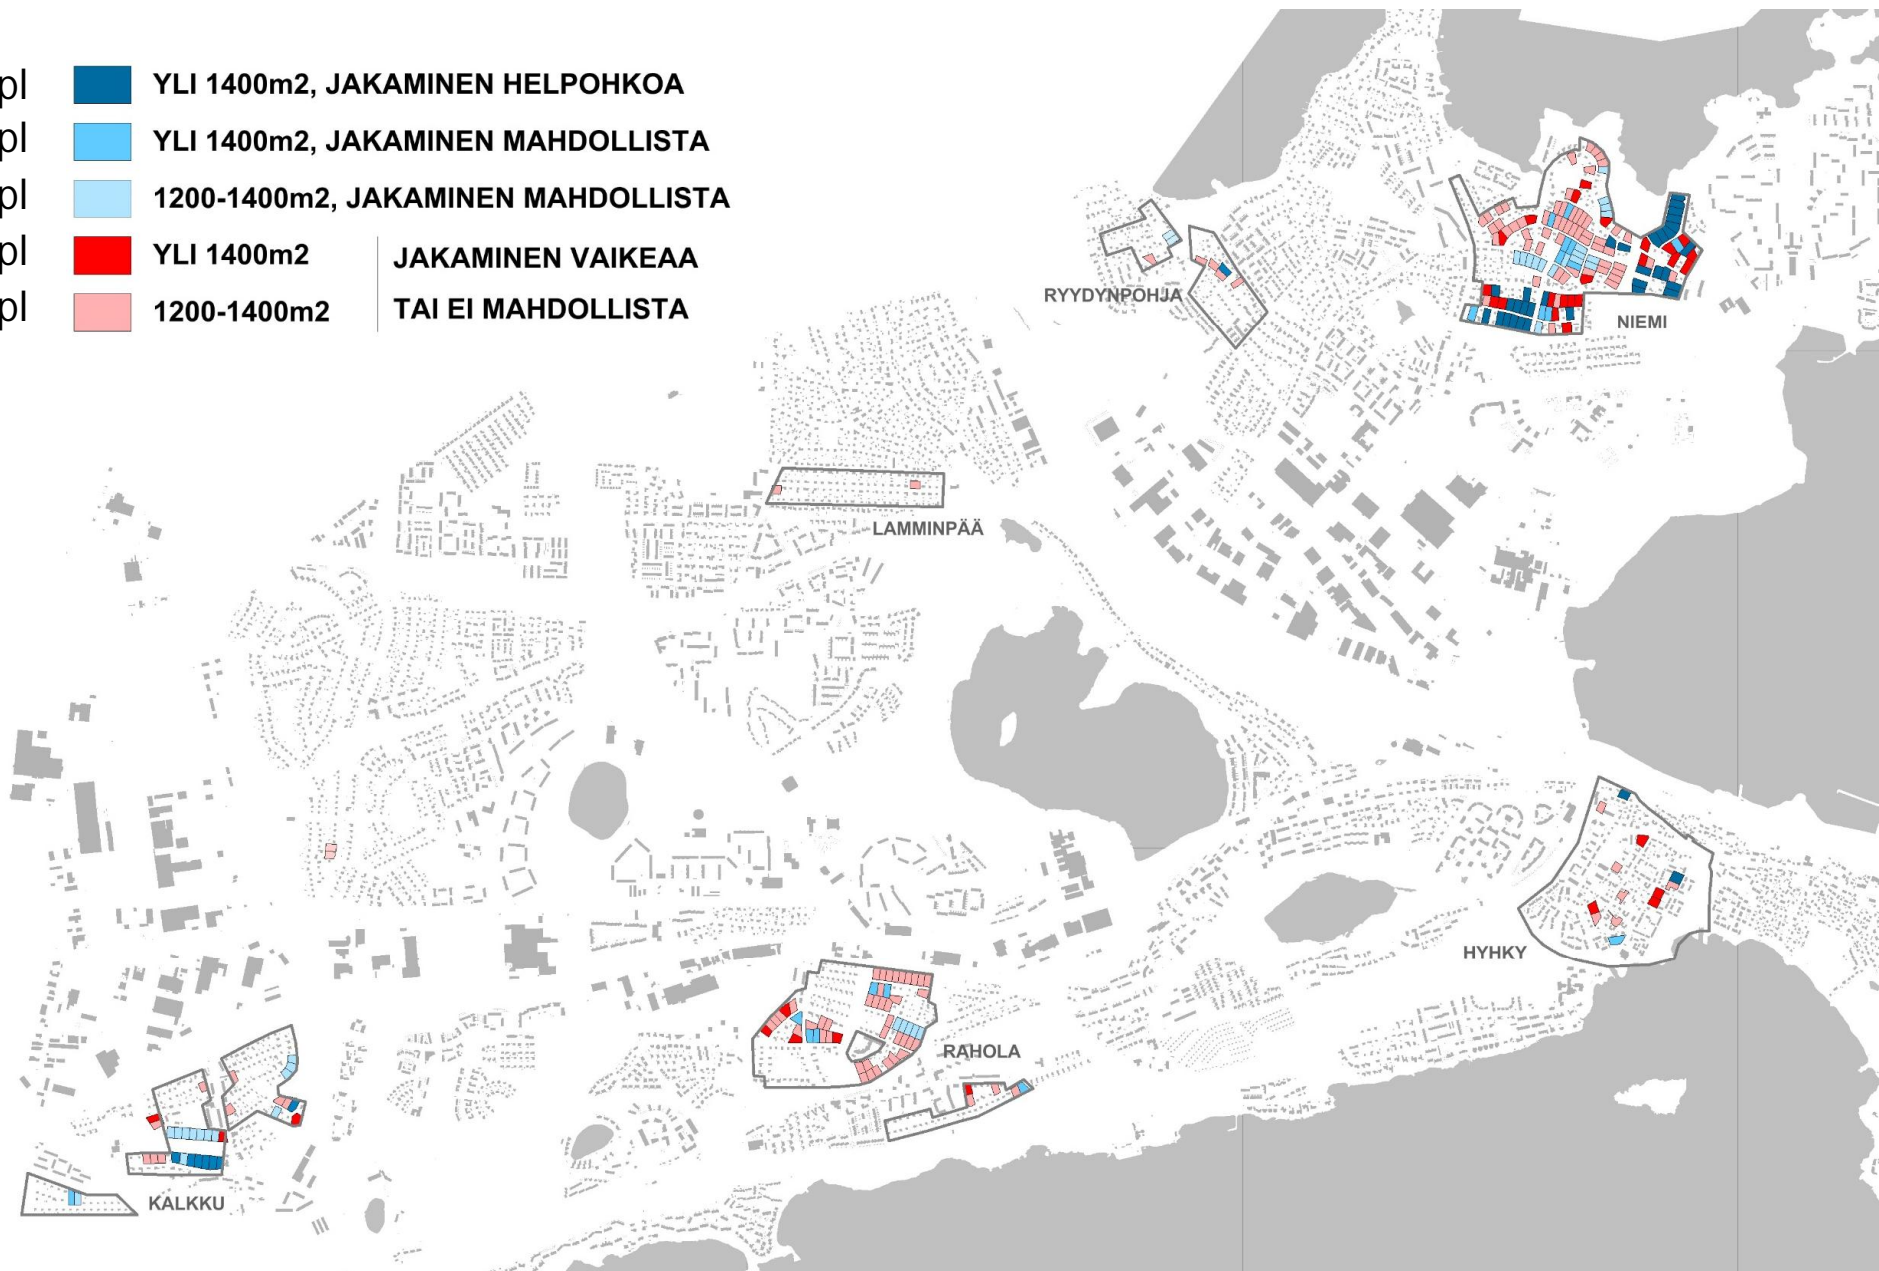 pl YLI 1400m2, JAKAMINEN HELPOHKOA
pl YLI 1400m2, JAKAMINEN MAHDOLLISTA
pl 1200-1400m2, JAKAMINEN MAHDOLLISTA
pl YLI 1400m2 JAKAMINEN VAIKEAA
pl 1200-1400m2 TAI EI MAHDOLLISTA
RYYDYNPOHJA
NIEMI
LAMMINPÄÄ
HYHKY
RAHOLA
KALKKU